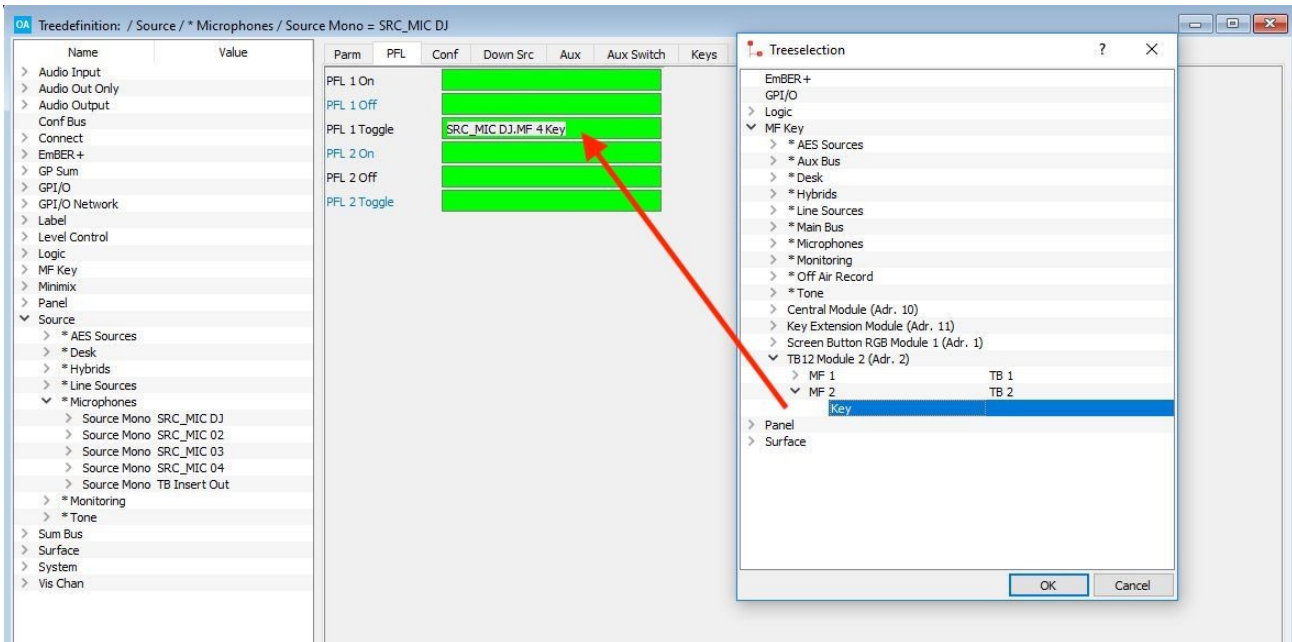 OA Treedefinition: / Source / * Microphones / Source Mono = SRC_MIC DJ
Name Value
> Audio Input
> Audio Out Only
> Audio Output
Conf Bus
> Connect
> EmBER+
> GP Sum
> GPI/O
> GPI/O Network
> Label
> Level Control
> Logic
> MF Key
> Minimix
> Panel
Source
> * AES Sources
> * Desk
> * Hybrids
> * Line Sources
* Microphones
> Source Mono SRC_MIC DJ
> Source Mono SRC_MIC 02
> Source Mono SRC_MIC 03
> Source Mono SRC_MIC 04
> Source Mono TB Insert Out
> * Monitoring
> * Tone
> Sum Bus
> Surface
> System
> Vis Chan
Parm PFL Conf Down Src Aux Aux Switch Keys
PFL 1 On
PFL 1 Off
PFL 1 Toggle SRC_MIC DJ.MF 4 Key
PFL 2 On
PFL 2 Off
PFL 2 Toggle
Treeselection ? X
EmBER+
GPI/O
> Logic
MF Key
> * AES Sources
> * Aux Bus
> * Desk
> * Hybrids
> * Line Sources
> * Main Bus
> * Microphones
> * Monitoring
> * Off Air Record
> * Tone
> Central Module (Adr. 10)
> Key Extension Module (Adr. 11)
> Screen Button RGB Module 1 (Adr. 1)
TB12 Module 2 (Adr. 2)
> MF 1 TB 1
MF 2 TB 2
Key
> Panel
> Surface
OK Cancel